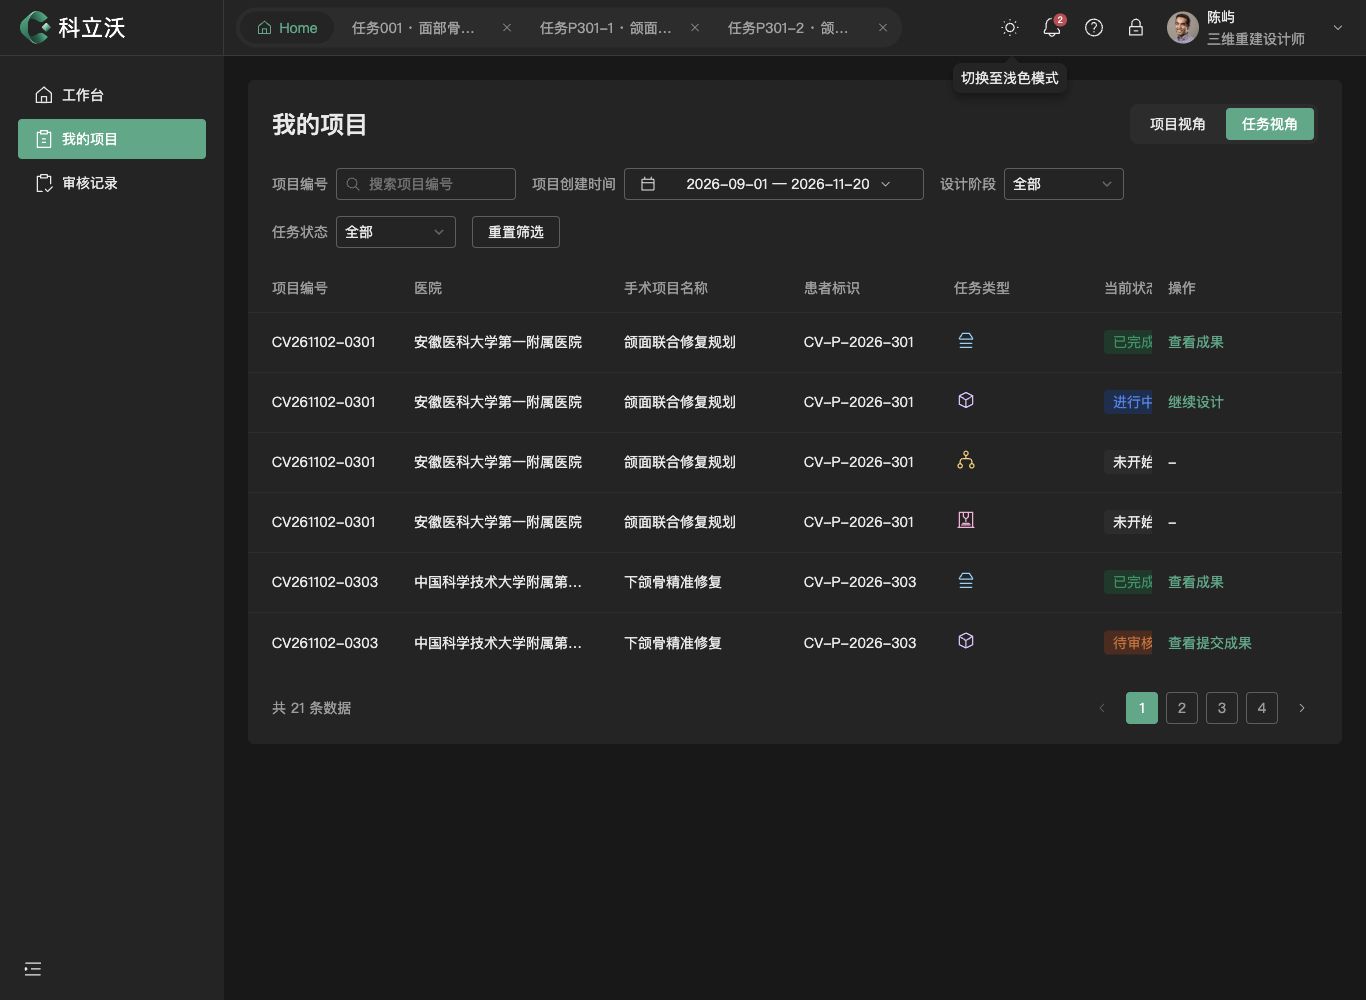 科立沃
Home
任务001 · 面部骨...
任务P301-1 · 颌面...
任务P301-2 · 颌...
2
陈屿
三维重建设计师
切换至浅色模式
工作台
我的项目
审核记录
我的项目
项目视角 任务视角
项目编号 搜索项目编号 项目创建时间 2026-09-01 — 2026-11-20 设计阶段 全部
任务状态 全部 重置筛选
项目编号 医院 手术项目名称 患者标识 任务类型 当前状态 操作
CV261102-0301 安徽医科大学第一附属医院 颌面联合修复规划 CV-P-2026-301 已完成 查看成果
CV261102-0301 安徽医科大学第一附属医院 颌面联合修复规划 CV-P-2026-301 进行中 继续设计
CV261102-0301 安徽医科大学第一附属医院 颌面联合修复规划 CV-P-2026-301 未开始 -
CV261102-0301 安徽医科大学第一附属医院 颌面联合修复规划 CV-P-2026-301 未开始 -
CV261102-0303 中国科学技术大学附属第... 下颌骨精准修复 CV-P-2026-303 已完成 查看成果
CV261102-0303 中国科学技术大学附属第... 下颌骨精准修复 CV-P-2026-303 待审核 查看提交成果
共 21 条数据
1 2 3 4